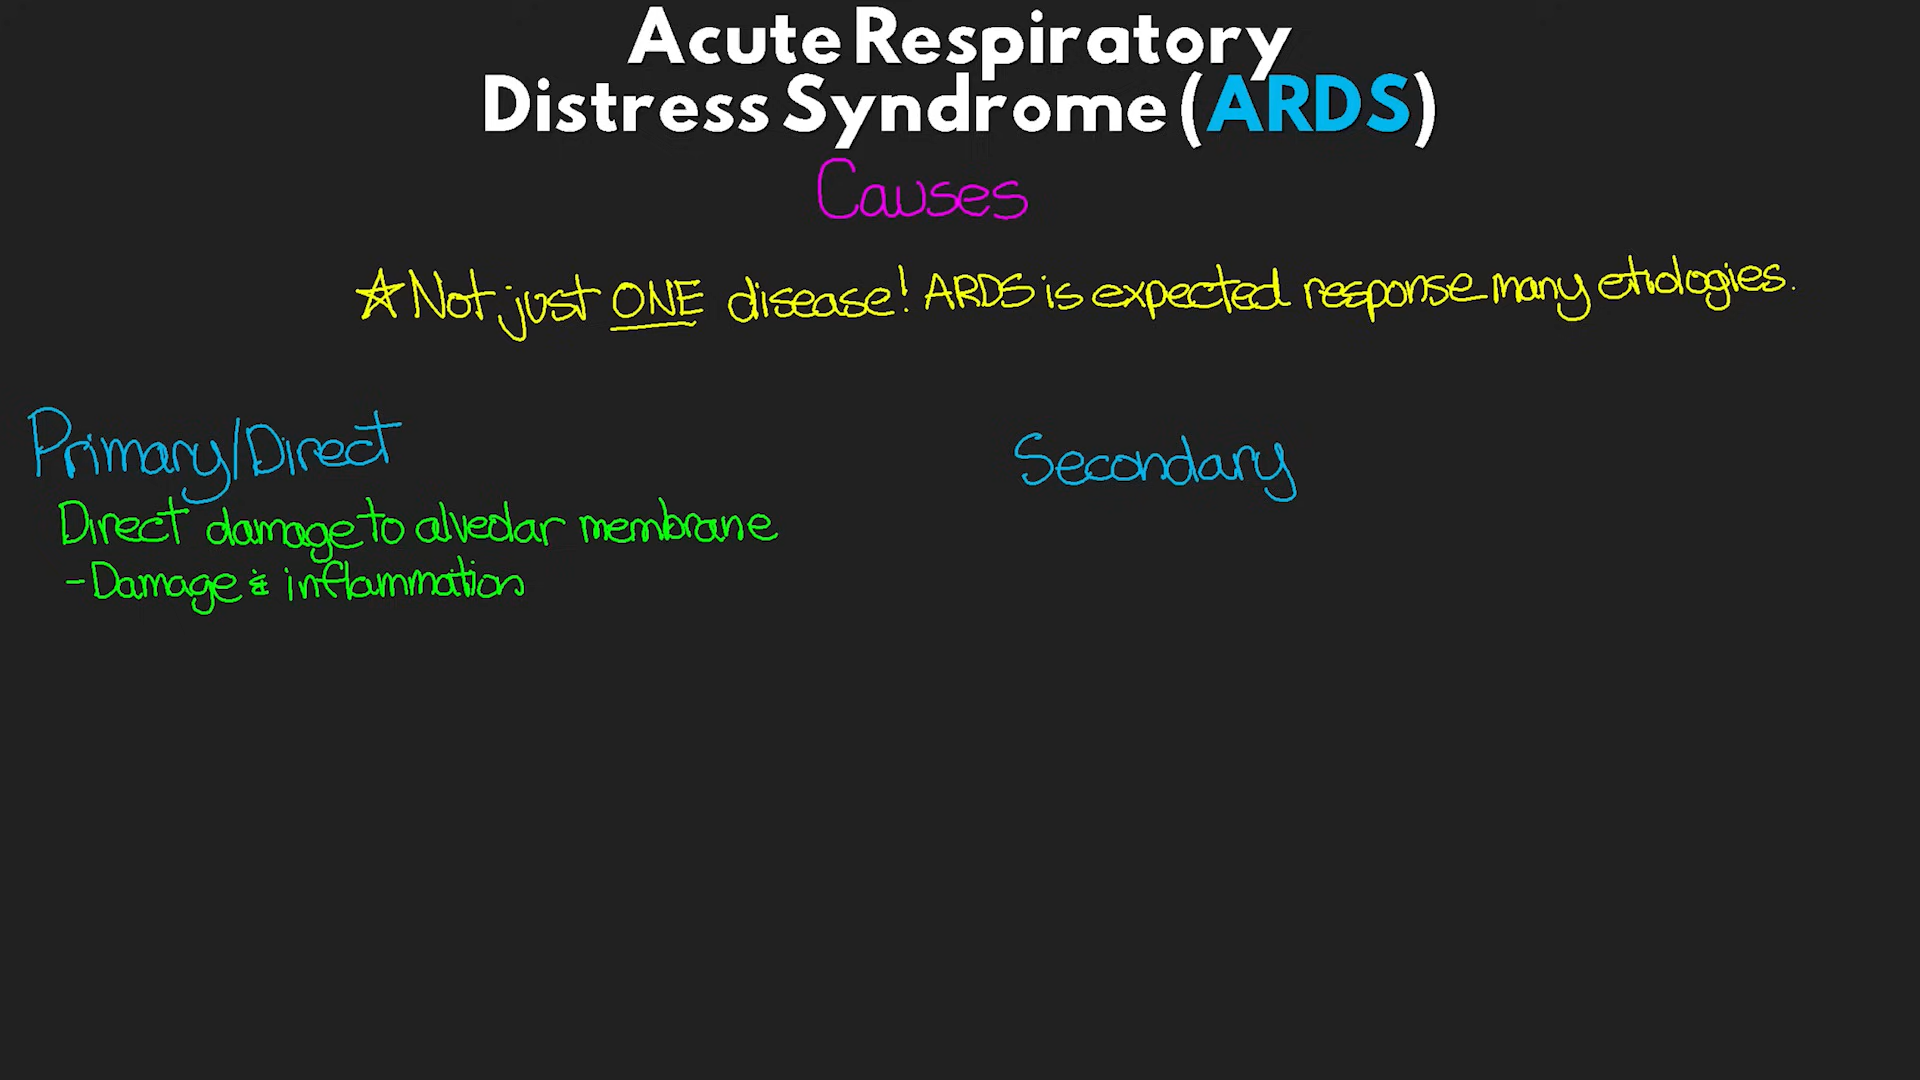 Acute Respiratory
Distress Syndrome (ARDS)
Causes
☆Not just ONE disease! ARDS is expected response many etiologies.
Primary/Direct
Secondary
Direct damage to alveolar membrane
-Damage & inflammation